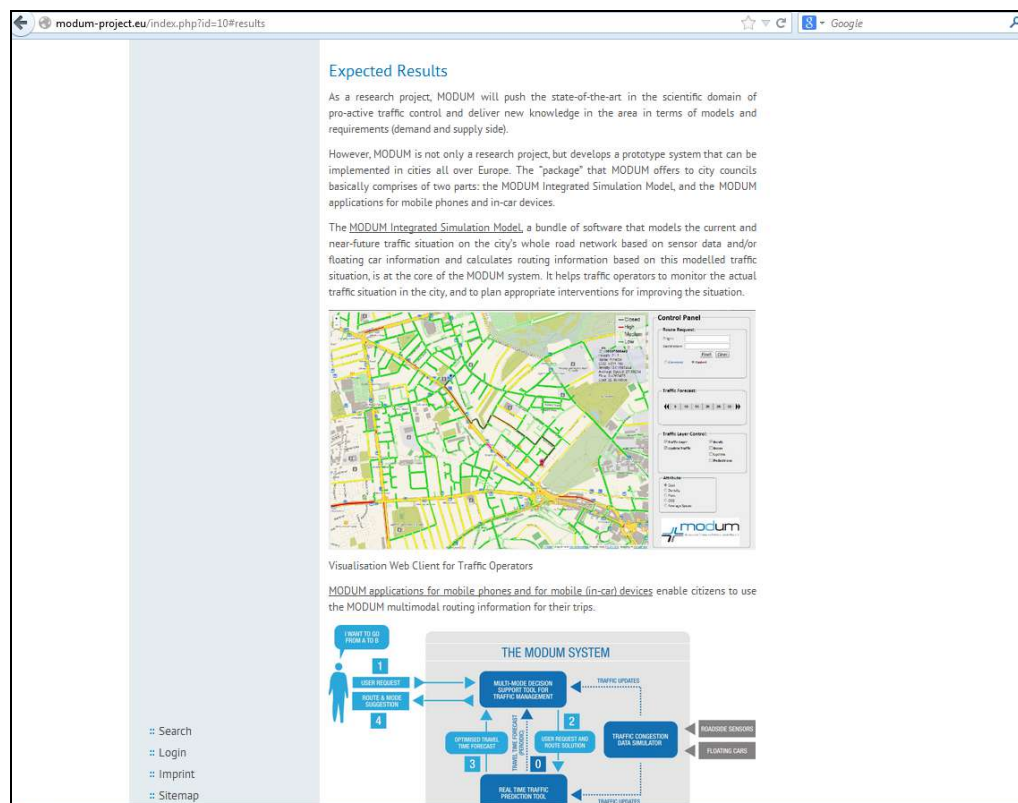 modum-project.eu/index.php?id=10#results
Google
Expected Results
As a research project, MODUM will push the state-of-the-art in the scientific domain of
pro-active traffic control and deliver new knowledge in the area in terms of models and
requirements (demand and supply side).
However, MODUM is not only a research project, but develops a prototype system that can be
implemented in cities all over Europe. The "package" that MODUM offers to city councils
basically comprises of two parts: the MODUM Integrated Simulation Model, and the MODUM
applications for mobile phones and in-car devices.
The MODUM Integrated Simulation Model, a bundle of software that models the current and
near-future traffic situation on the city's whole road network based on sensor data and/or
floating car information and calculates routing information based on this modelled traffic
situation, is at the core of the MODUM system. It helps traffic operators to monitor the actual
traffic situation in the city, and to plan appropriate interventions for improving the situation.
Closed
High
Medium
Low
Control Panel
Route Request
Traffic Forecast
Traffic Layer Control
Attribute
modum
Visualisation Web Client for Traffic Operators
MODUM applications for mobile phones and for mobile (in-car) devices enable citizens to use
the MODUM multimodal routing information for their trips.
I WANT TO GO
FROM A TO B
THE MODUM SYSTEM
1
USER REQUEST
ROUTE & MODE
SUGGESTION
4
MULTI-MODE DECISION
SUPPORT TOOL FOR
TRAFFIC MANAGEMENT
TRAFFIC UPDATES
OPTIMISED TRAVEL
TIME FORECAST
3
TRAVEL TIME FORECAST
(PERIODIC)
0
2
USER REQUEST AND
ROUTE SOLUTION
TRAFFIC CONGESTION
DATA SIMULATOR
ROADSIDE SENSORS
FLOATING CARS
REAL TIME TRAFFIC
PREDICTION TOOL
TRAFFIC UPDATES
:: Search
:: Login
:: Imprint
:: Sitemap